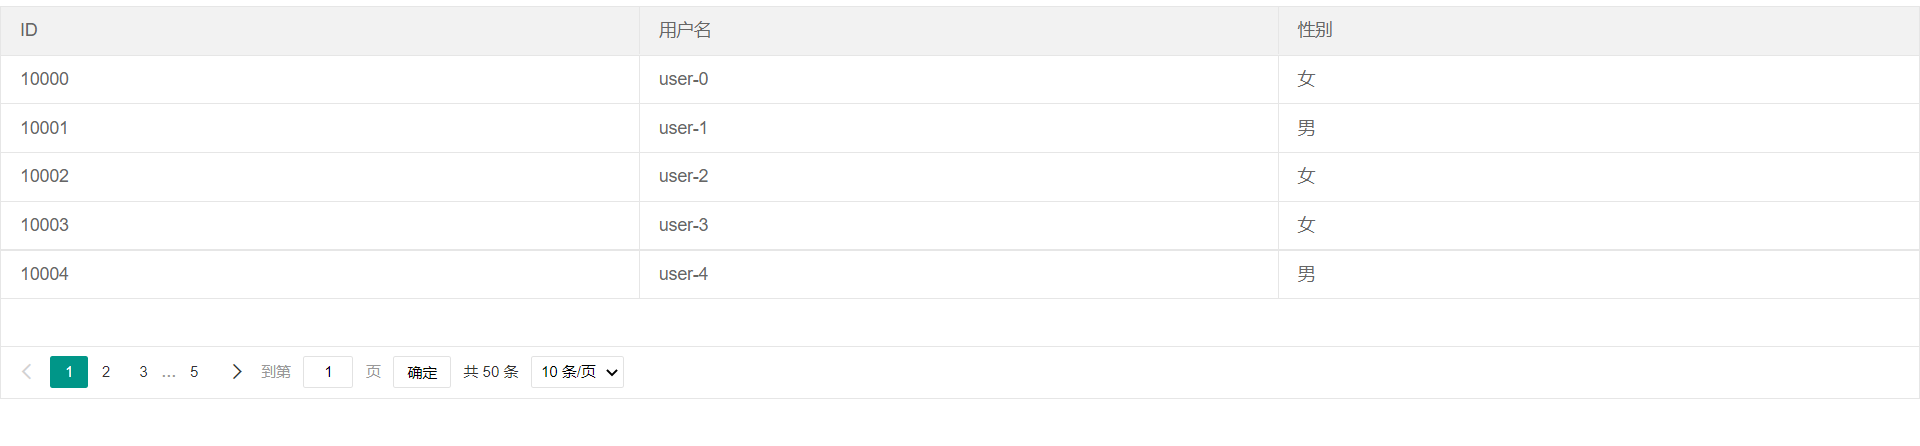 ID 用户名 性别
10000 user-0 女
10001 user-1 男
10002 user-2 女
10003 user-3 女
10004 user-4 男
1 2 3 … 5 到第 1 页 确定 共 50 条 10 条/页